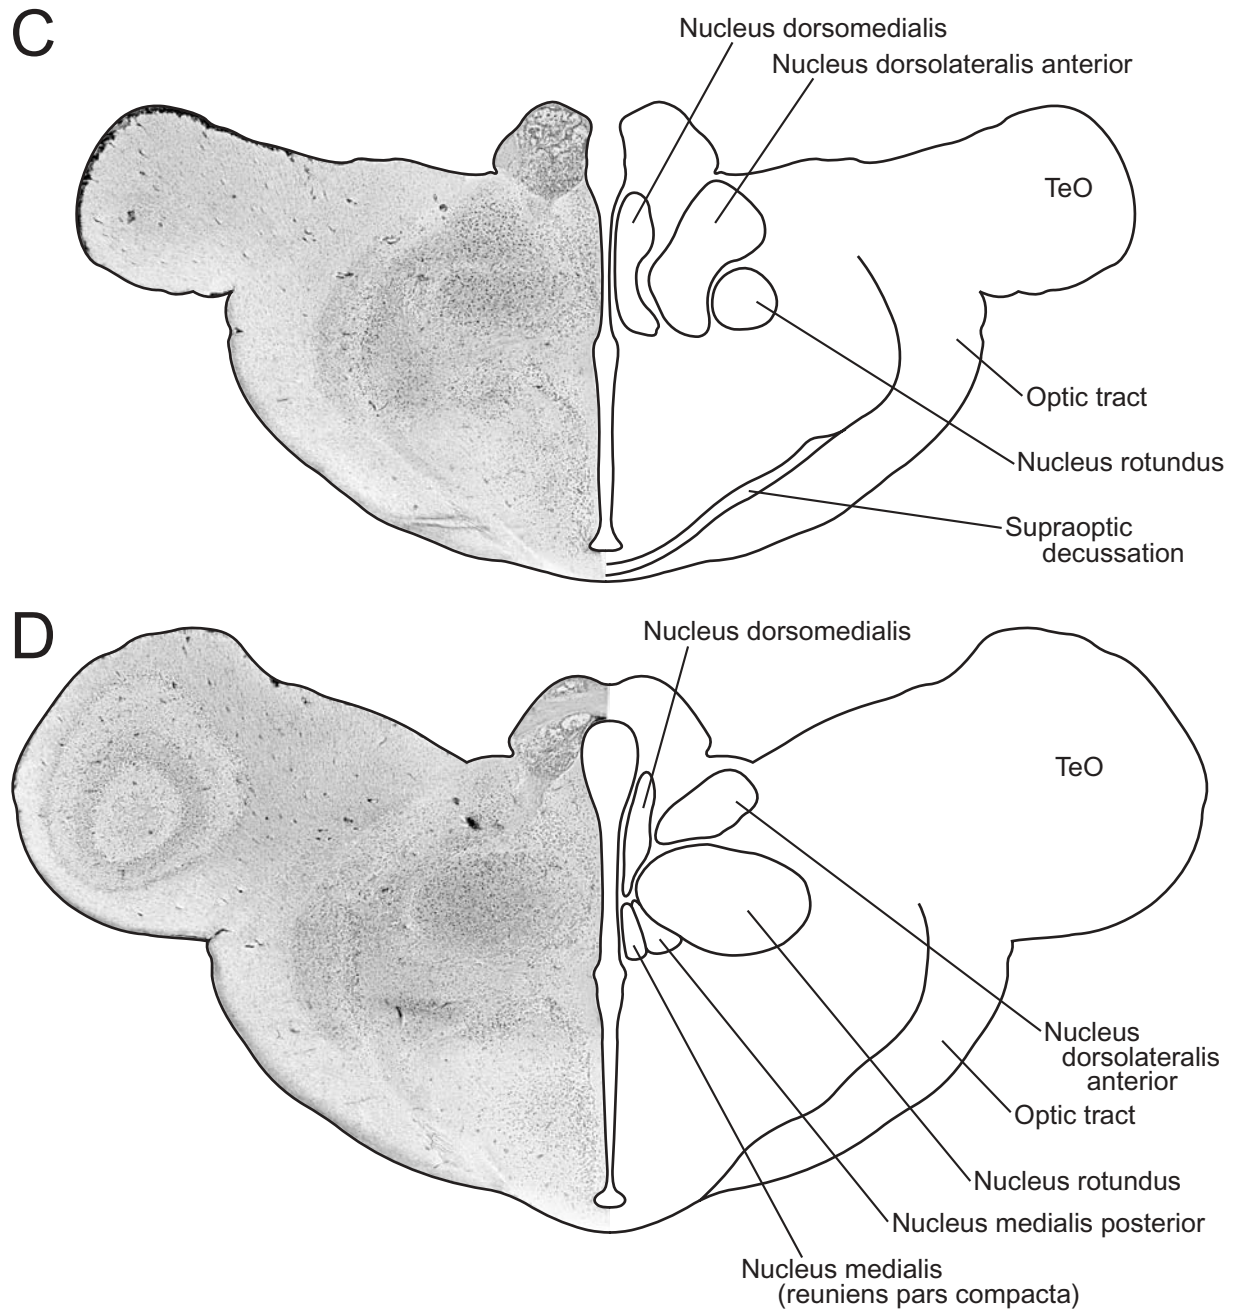 C
Nucleus dorsomedialis
Nucleus dorsolateralis anterior
TeO
Optic tract
Nucleus rotundus
Supraoptic
decussation
D
Nucleus dorsomedialis
TeO
Nucleus
dorsolateralis
anterior
Optic tract
Nucleus rotundus
Nucleus medialis posterior
Nucleus medialis
(reuniens pars compacta)